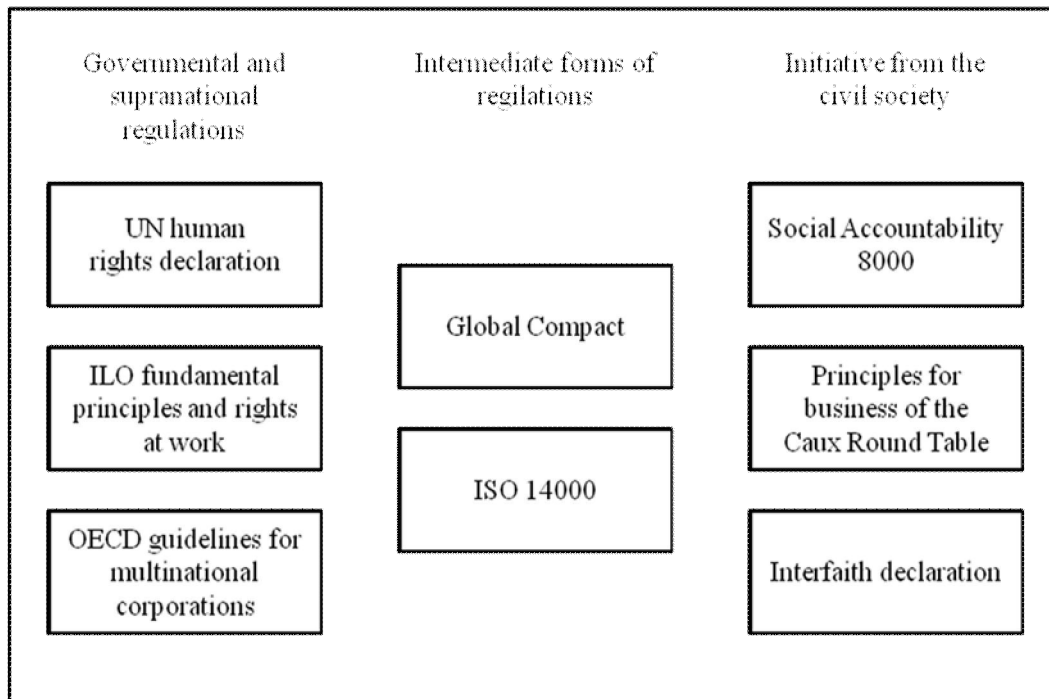 Governmental and
supranational
regulations
UN human
rights declaration
ILO fundamental
principles and rights
at work
OECD guidelines for
multinational
corporations
Intermediate forms of
regilations
Global Compact
ISO 14000
Initiative from the
civil society
Social Accountability
8000
Principles for
business of the
Caux Round Table
Interfaith declaration